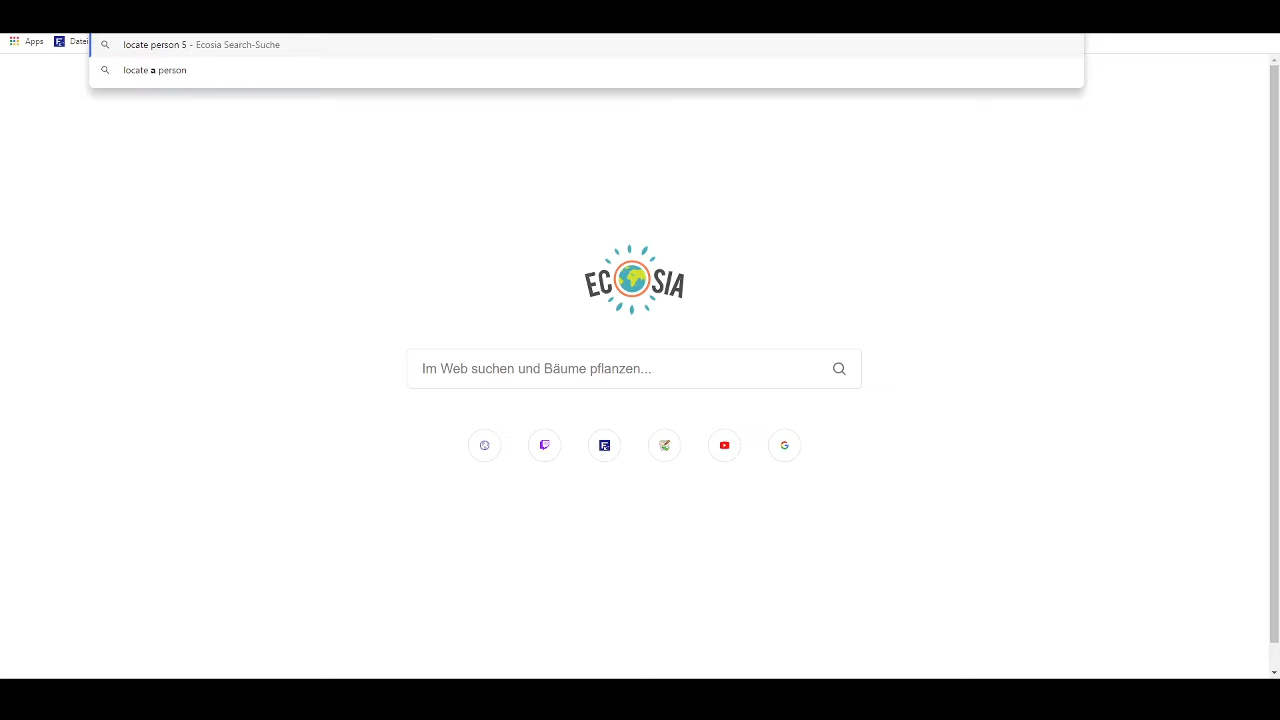 Apps Datei
locate person 5 - Ecosia Search-Suche
locate a person
ECOSIA
Im Web suchen und Bäume pflanzen...